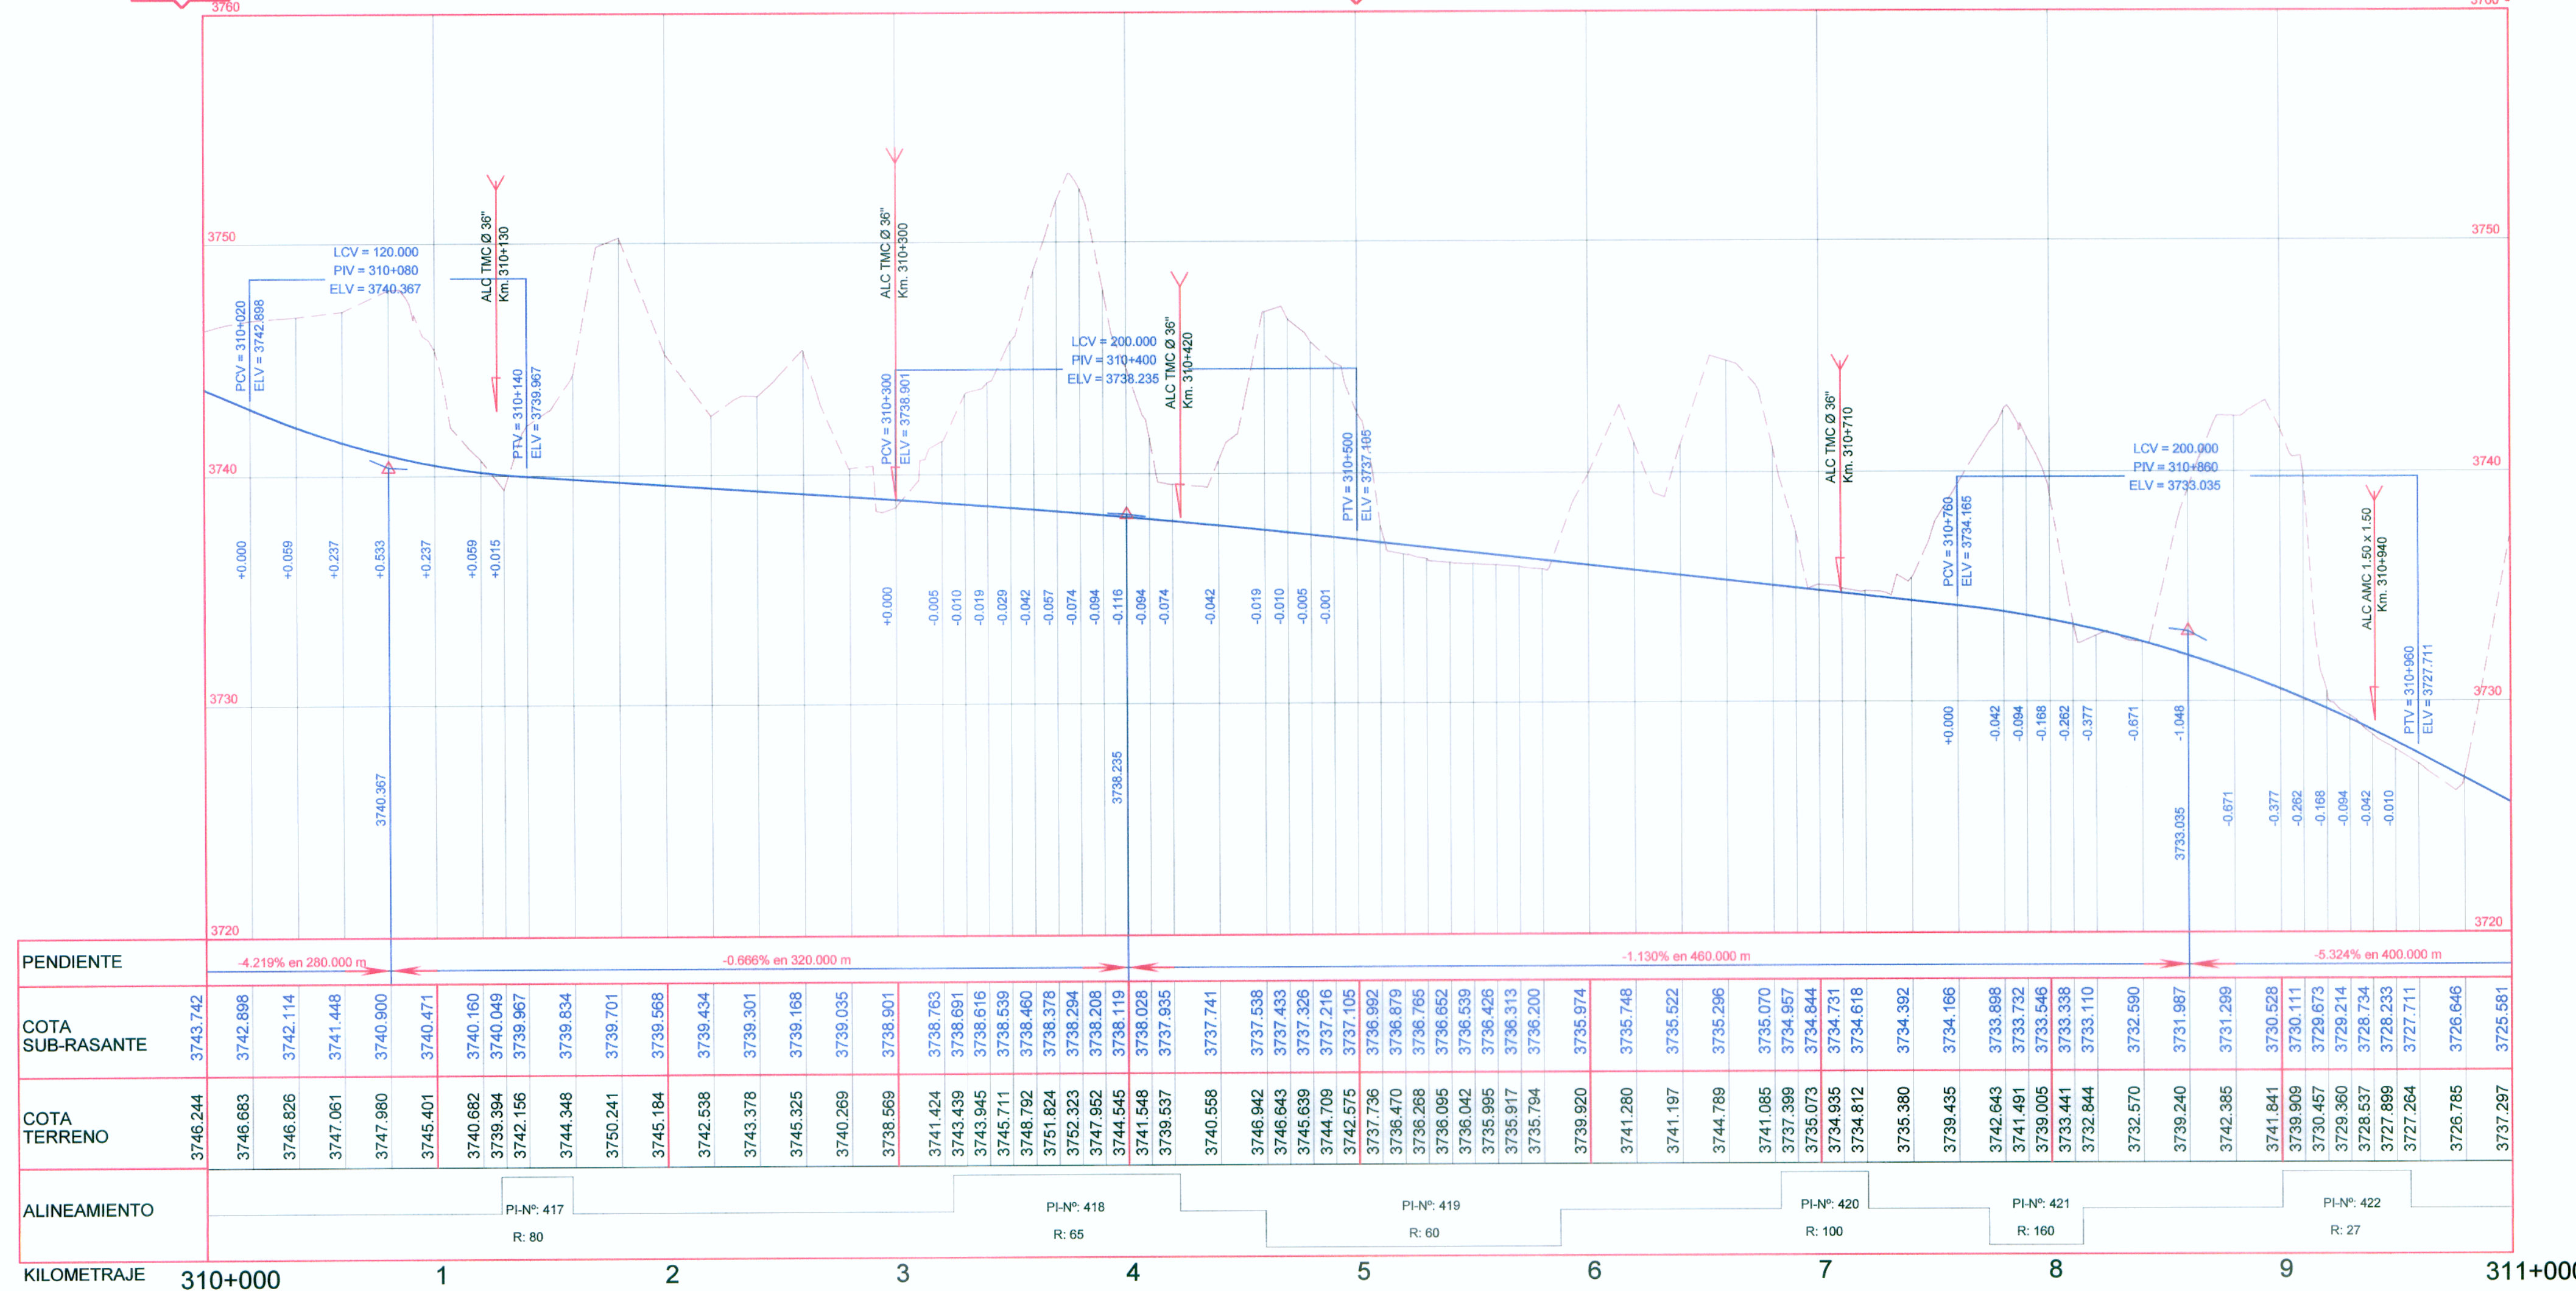 3760
3760
3750
3750
3740
3740
3730
3730
3720
3720
LCV = 120.000
PIV = 310+080
ELV = 3740.367
PCV = 310+020
ELV = 3742.898
ALC TMC Ø 36"
Km. 310+130
PTV = 310+140
ELV = 3739.967
ALC TMC Ø 36"
Km. 310+300
PCV = 310+300
ELV = 3738.901
LCV = 200.000
PIV = 310+400
ELV = 3738.235
ALC TMC Ø 36"
Km. 310+420
PTV = 310+500
ELV = 3737.105
ALC TMC Ø 36"
Km. 310+710
PCV = 310+760
ELV = 3734.165
LCV = 200.000
PIV = 310+860
ELV = 3733.035
ALC AMC 1.50 x 1.50
Km. 310+940
PTV = 310+960
ELV = 3727.711
+0.000 +0.059 +0.237 +0.533 +0.237 +0.059 +0.015
+0.000 -0.005 -0.010 -0.019 -0.029 -0.042 -0.057 -0.074 -0.094 -0.116 -0.094 -0.074 -0.042 -0.019 -0.010 -0.005 -0.001
+0.000 -0.042 -0.094 -0.168 -0.262 -0.377 -0.671 -1.048
-0.671 -0.377 -0.262 -0.168 -0.094 -0.042 -0.010
3740.367
3738.235
3733.035
PENDIENTE
-4.219% en 280.000 m
-0.666% en 320.000 m
-1.130% en 460.000 m
-5.324% en 400.000 m
COTA
SUB-RASANTE
3743.742 3742.898 3742.114 3741.448 3740.900 3740.471 3740.160 3740.049 3739.967 3739.834 3739.701 3739.568 3739.434 3739.301 3739.168 3739.035 3738.901 3738.763 3738.691 3738.616 3738.539 3738.460 3738.378 3738.294 3738.208 3738.119 3738.028 3737.935 3737.741 3737.538 3737.433 3737.326 3737.216 3737.105 3736.992 3736.879 3736.765 3736.652 3736.539 3736.426 3736.313 3736.200 3735.974 3735.748 3735.522 3735.296 3735.070 3734.957 3734.844 3734.731 3734.618 3734.392 3734.166 3733.898 3733.732 3733.546 3733.338 3733.110 3732.590 3731.987 3731.299 3730.528 3730.111 3729.673 3729.214 3728.734 3728.233 3727.711 3726.646 3725.581
COTA
TERRENO
3746.244 3746.683 3746.826 3747.061 3747.980 3745.401 3740.682 3739.394 3742.156 3744.348 3750.241 3745.184 3742.538 3743.378 3745.325 3740.269 3738.569 3741.424 3743.439 3743.945 3745.711 3748.792 3751.824 3752.323 3747.952 3744.545 3741.548 3739.537 3740.558 3746.942 3746.643 3745.639 3744.709 3742.575 3737.736 3736.470 3736.268 3736.095 3736.042 3735.995 3735.917 3735.794 3739.920 3741.280 3741.197 3744.789 3741.085 3737.399 3735.073 3734.935 3734.812 3735.380 3739.435 3742.643 3741.491 3739.005 3733.441 3732.844 3732.570 3739.240 3742.385 3741.841 3739.909 3730.457 3729.360 3728.537 3727.899 3727.264 3726.785 3737.297
ALINEAMIENTO
PI-Nº: 417
R: 80
PI-Nº: 418
R: 65
PI-Nº: 419
R: 60
PI-Nº: 420
R: 100
PI-Nº: 421
R: 160
PI-Nº: 422
R: 27
KILOMETRAJE
310+000 1 2 3 4 5 6 7 8 9 311+000